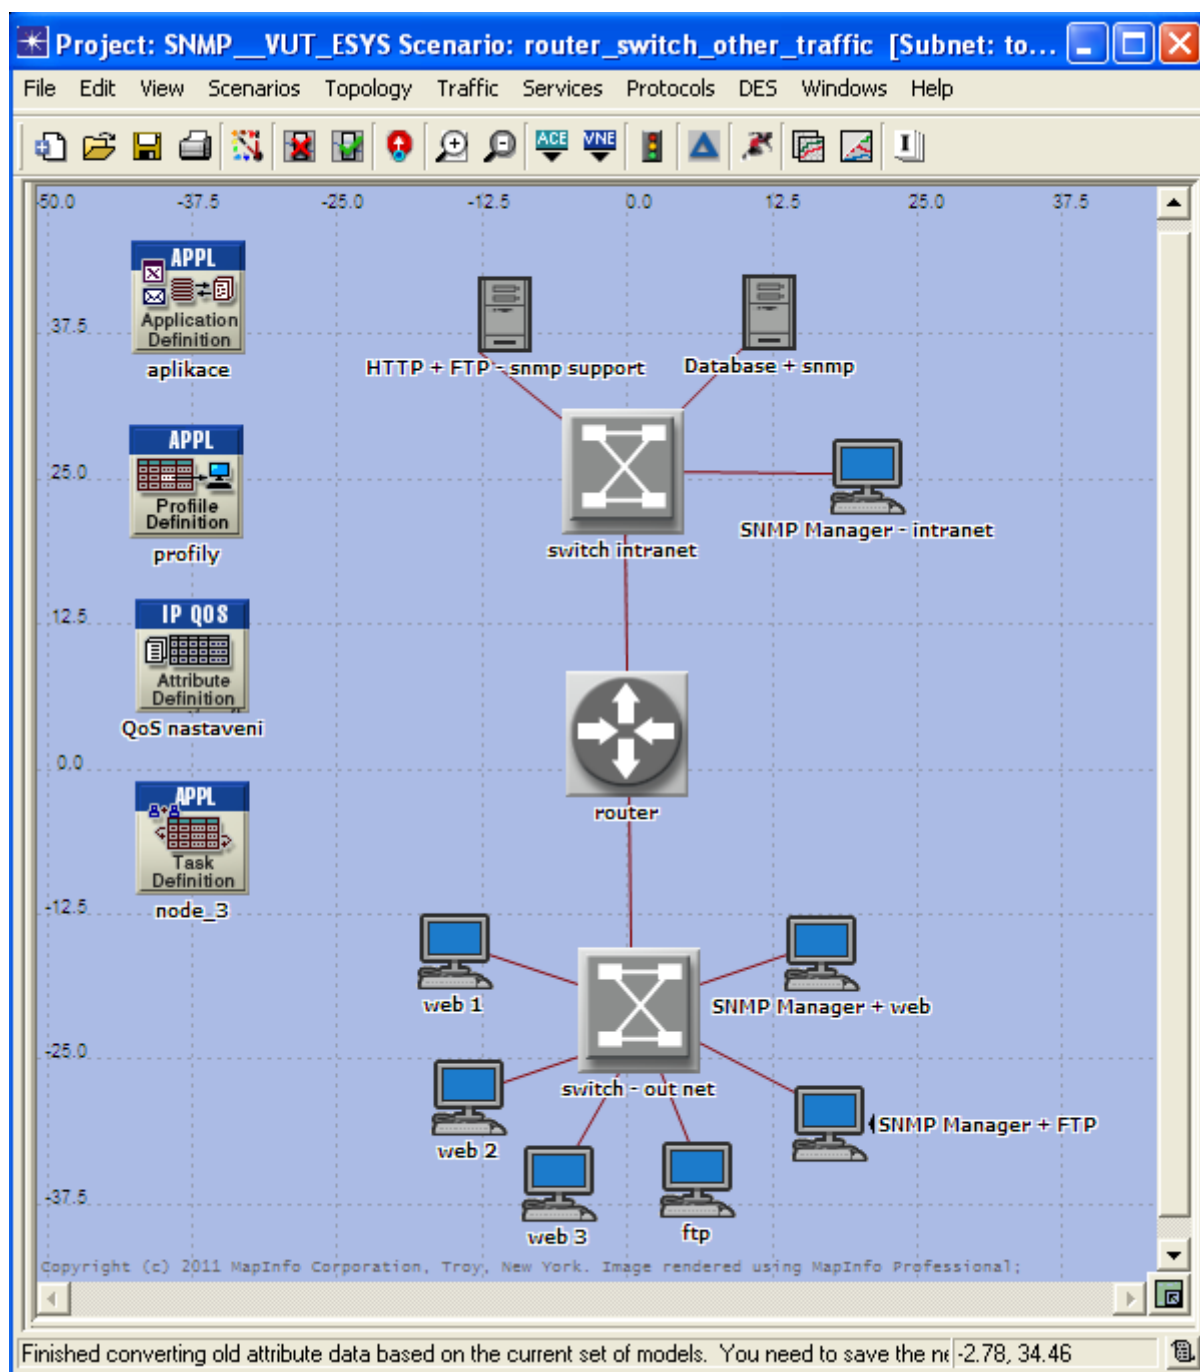 Project: SNMP__VUT_ESYS Scenario: router_switch_other_traffic [Subnet: to...
File Edit View Scenarios Topology Traffic Services Protocols DES Windows Help
ACE VNE
-50.0 -37.5 -25.0 -12.5 0.0 12.5 25.0 37.5
APPL
Application
Definition
aplikace
37.5
HTTP + FTP - snmp support
Database + snmp
APPL
Profiile
Definition
profily
25.0
switch intranet
SNMP Manager - intranet
12.5
IP QOS
Attribute
Definition
QoS nastaveni
0.0
router
APPL
Task
Definition
node_3
-12.5
web 1
SNMP Manager + web
-25.0
switch - out net
SNMP Manager + FTP
web 2
-37.5
web 3
ftp
Copyright (c) 2011 MapInfo Corporation, Troy, New York. Image rendered using MapInfo Professional;
Finished converting old attribute data based on the current set of models. You need to save the ne -2.78, 34.46